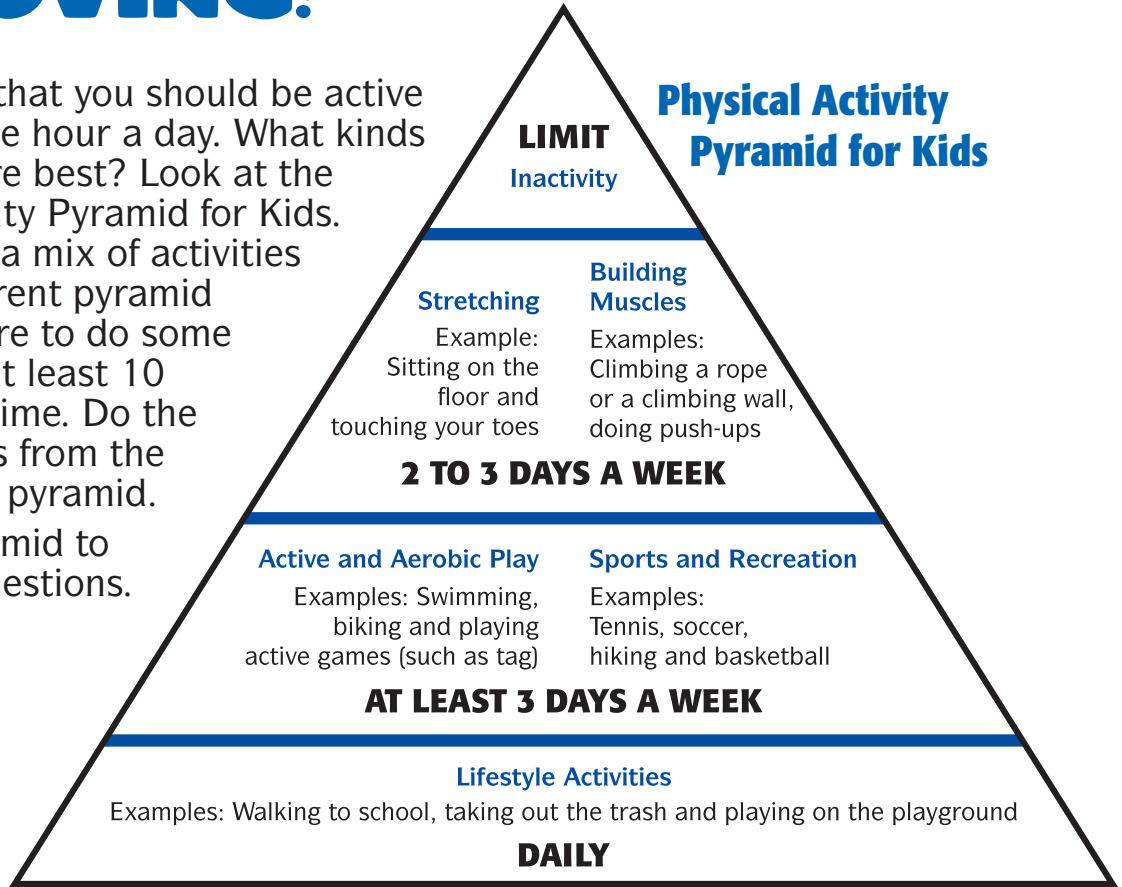 OVING!
that you should be active
e hour a day. What kinds
re best? Look at the
ity Pyramid for Kids.
a mix of activities
rent pyramid
re to do some
t least 10
ime. Do the
s from the
pyramid.
mid to
estions.
Physical Activity
Pyramid for Kids
LIMIT
Inactivity
Stretching
Example:
Sitting on the
floor and
touching your toes
Building
Muscles
Examples:
Climbing a rope
or a climbing wall,
doing push-ups
2 TO 3 DAYS A WEEK
Active and Aerobic Play
Examples: Swimming,
biking and playing
active games (such as tag)
Sports and Recreation
Examples:
Tennis, soccer,
hiking and basketball
AT LEAST 3 DAYS A WEEK
Lifestyle Activities
Examples: Walking to school, taking out the trash and playing on the playground
DAILY